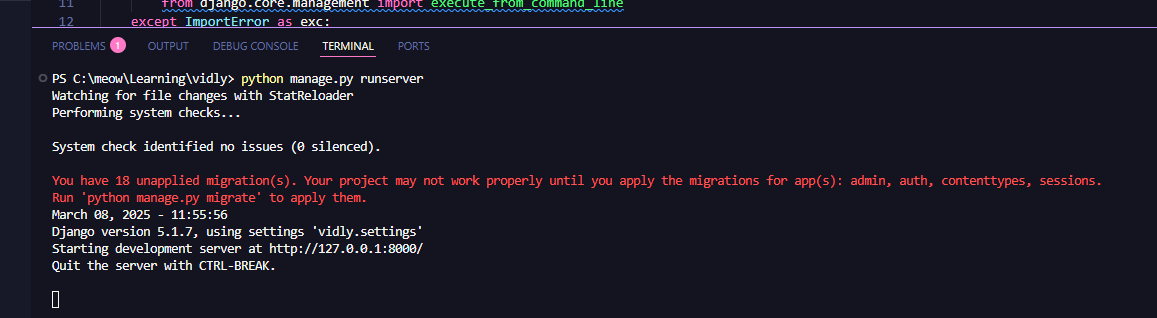 11 from django.core.management import execute_from_command_line
12 except ImportError as exc:
PROBLEMS 1 OUTPUT DEBUG CONSOLE TERMINAL PORTS
PS C:\meow\Learning\vidly> python manage.py runserver
Watching for file changes with StatReloader
Performing system checks...
System check identified no issues (0 silenced).
You have 18 unapplied migration(s). Your project may not work properly until you apply the migrations for app(s): admin, auth, contenttypes, sessions.
Run 'python manage.py migrate' to apply them.
March 08, 2025 - 11:55:56
Django version 5.1.7, using settings 'vidly.settings'
Starting development server at http://127.0.0.1:8000/
Quit the server with CTRL-BREAK.